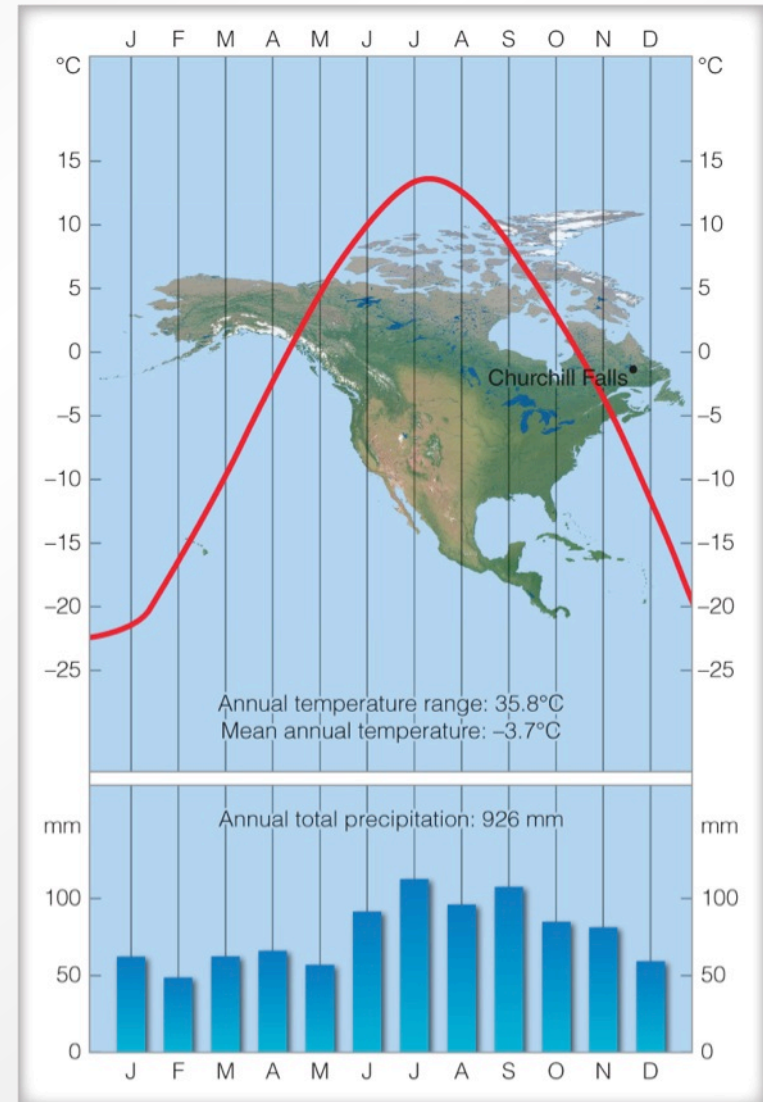 J F M A M J J A S O N D
°C °C
15 15
10 10
5 5
0 0
Churchill Falls
–5 –5
–10 –10
–15 –15
–20 –20
–25 –25
Annual temperature range: 35.8°C
Mean annual temperature: –3.7°C
Annual total precipitation: 926 mm
mm mm
100 100
50 50
0 0
J F M A M J J A S O N D